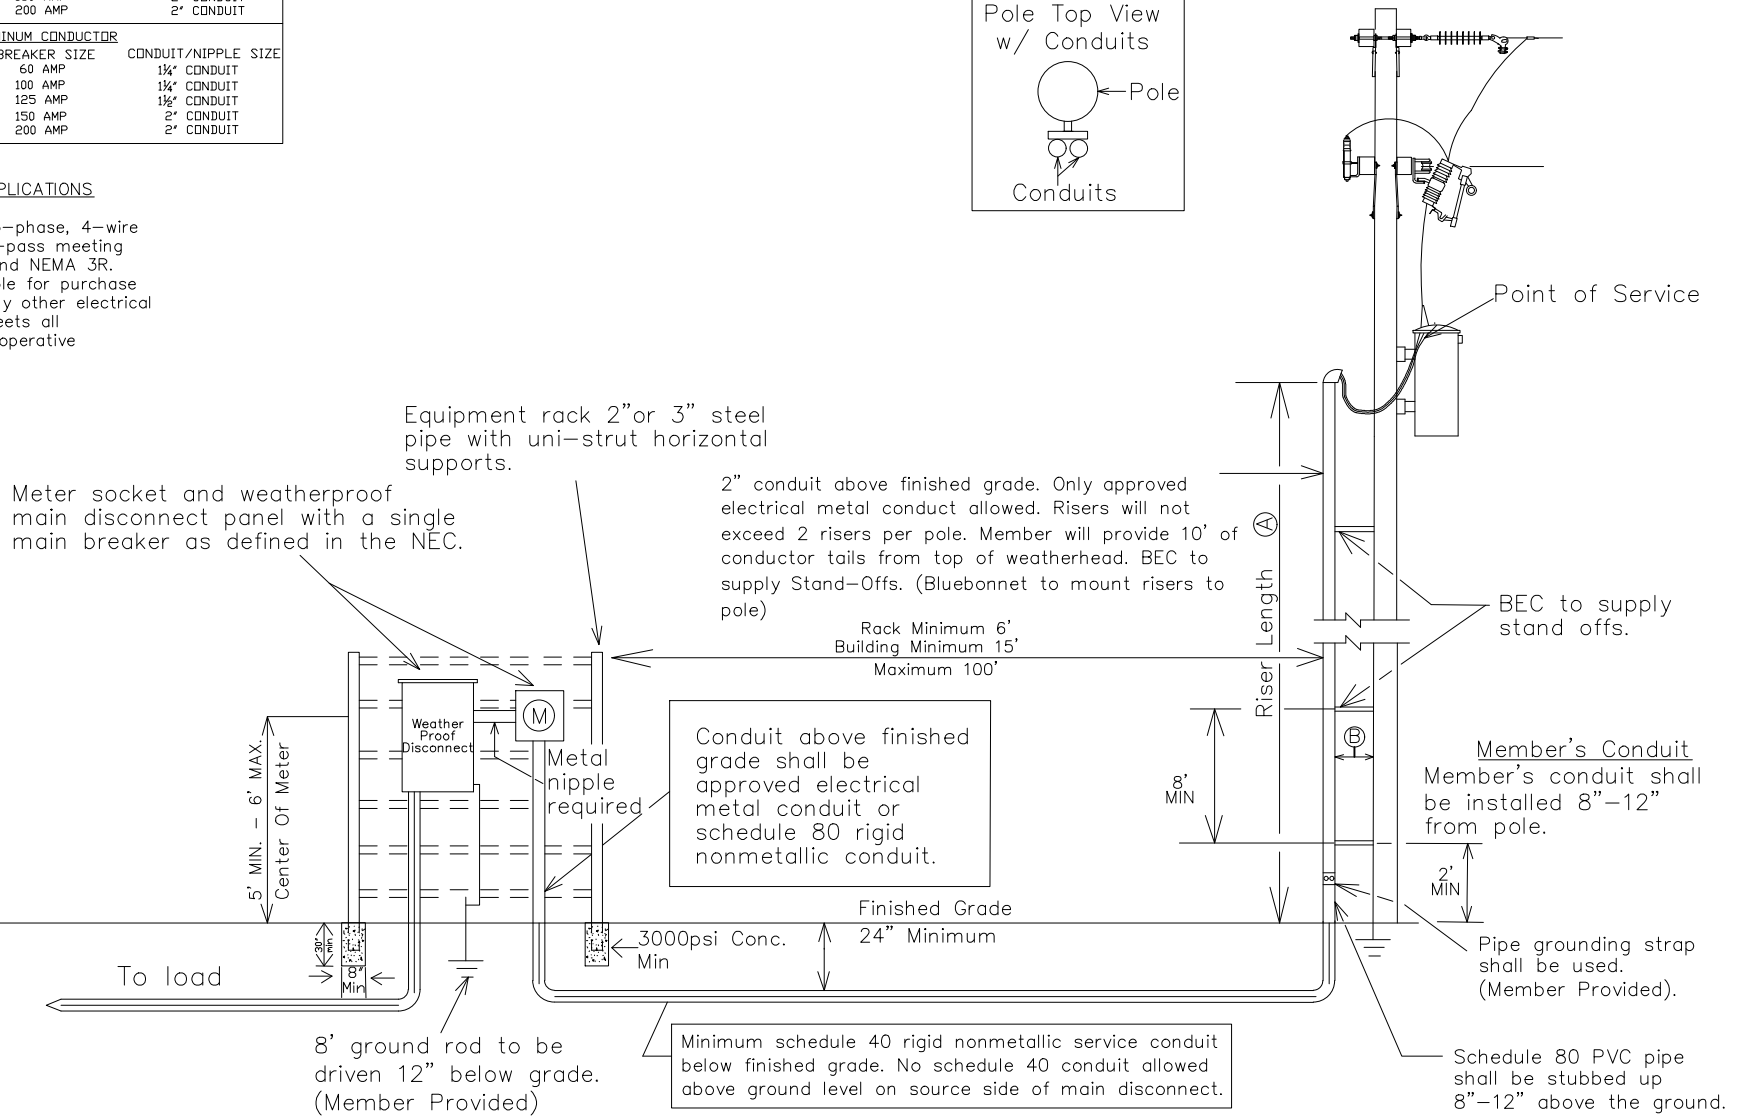 200 AMP 2" CONDUIT
CONDUCTOR
BREAKER SIZE CONDUIT/NIPPLE SIZE
60 AMP 1¼" CONDUIT
100 AMP 1¼" CONDUIT
125 AMP 1½" CONDUIT
150 AMP 2" CONDUIT
200 AMP 2" CONDUIT
-phase, 4-wire
-pass meeting
NEMA 3R.
for purchase
other electrical
all
Pole Top View
w/ Conduits
Pole
Conduits
Point of Service
Equipment rack 2"or 3" steel
pipe with uni-strut horizontal
supports.
Meter socket and weatherproof
main disconnect panel with a single
main breaker as defined in the NEC.
2" conduit above finished grade. Only approved
electrical metal conduct allowed. Risers will not
exceed 2 risers per pole. Member will provide 10' of
conductor tails from top of weatherhead. BEC to
supply Stand-Offs. (Bluebonnet to mount risers to
pole)
Rack Minimum 6'
Building Minimum 15'
Maximum 100'
Riser Length A
BEC to supply
stand offs.
Weather
Proof
Disconnect
M
Metal
nipple
required
5' MIN. - 6' MAX.
Center Of Meter
Conduit above finished
grade shall be
approved electrical
metal conduit or
schedule 80 rigid
nonmetallic conduit.
8'
MIN
B
Member's Conduit
Member's conduit shall
be installed 8"-12"
from pole.
2'
MIN
Finished Grade
24" Minimum
3000psi Conc.
Min
30"
min
8"
Min
To load
Pipe grounding strap
shall be used.
(Member Provided).
8' ground rod to be
driven 12" below grade.
(Member Provided)
Minimum schedule 40 rigid nonmetallic service conduit
below finished grade. No schedule 40 conduit allowed
above ground level on source side of main disconnect.
Schedule 80 PVC pipe
shall be stubbed up
8"-12" above the ground.